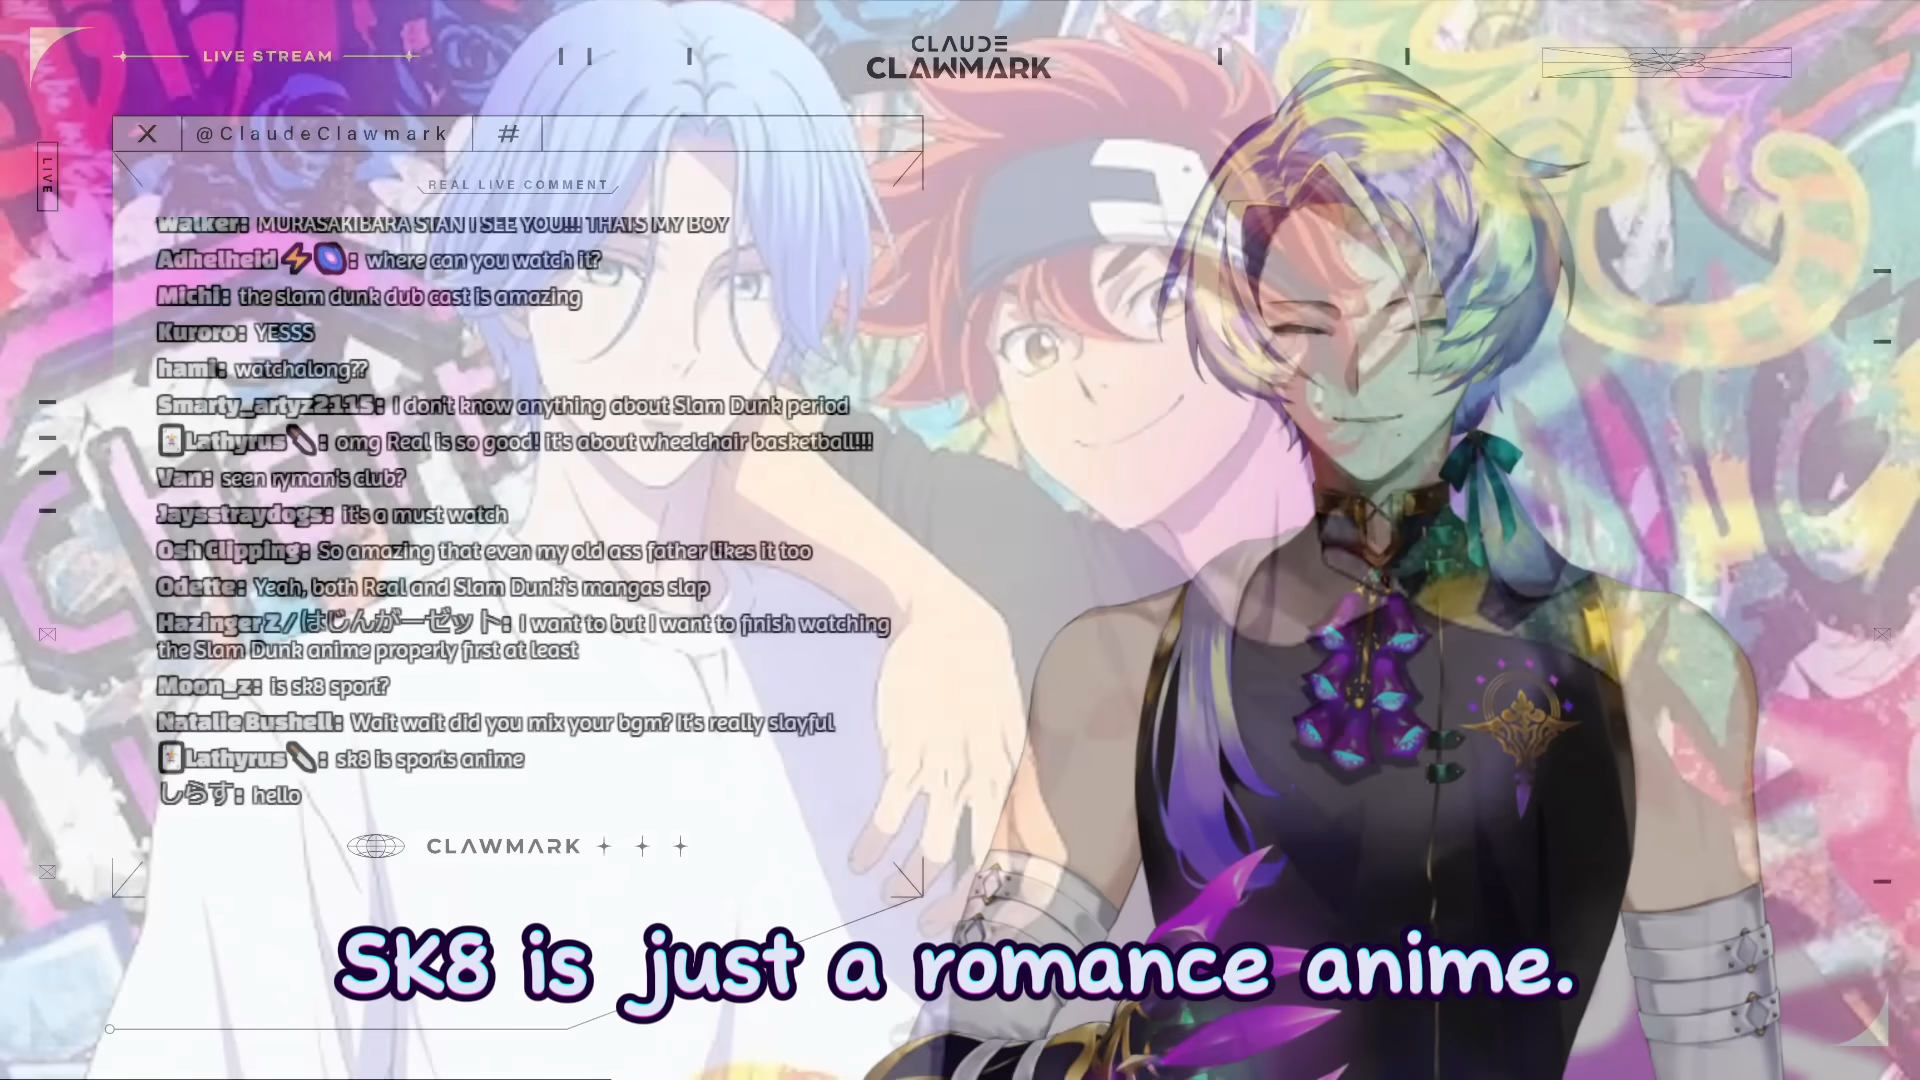 LIVE STREAM
CLAUDE
CLAWMARK
LIVE
X @ClaudeClawmark #
REAL LIVE COMMENT
Walker: MURASAKIBARA STAN I SEE YOU!!! THATS MY BOY
Adhelheid⚡🌀: where can you watch it?
Michi: the slam dunk dub cast is amazing
Kuroro: YESSS
hami: watchalong??
Smarty_artyz2115: I don't know anything about Slam Dunk period
🃏Lathyrus: omg Real is so good! it's about wheelchair basketball!!!
Van: seen ryman's club?
Jaysstraydogs: it's a must watch
Osh Clipping: So amazing that even my old ass father likes it too
Odette: Yeah, both Real and Slam Dunk's mangas slap
HazingerZ/はじんがーゼット: I want to but I want to finish watching
the Slam Dunk anime properly first at least
Moon_z: is sk8 sport?
Natalie Bushell: Wait wait did you mix your bgm? It's really slayful
🃏Lathyrus: sk8 is sports anime
しらす: hello
CLAWMARK
SK8 is just a romance anime.